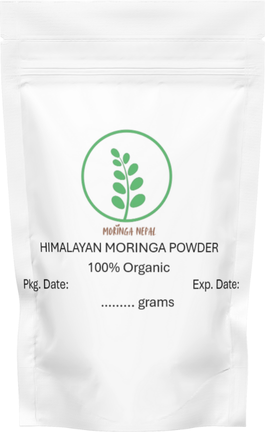 MORINGA NEPAL
HIMALAYAN MORINGA POWDER
100% Organic
Pkg. Date: Exp. Date:
......... grams